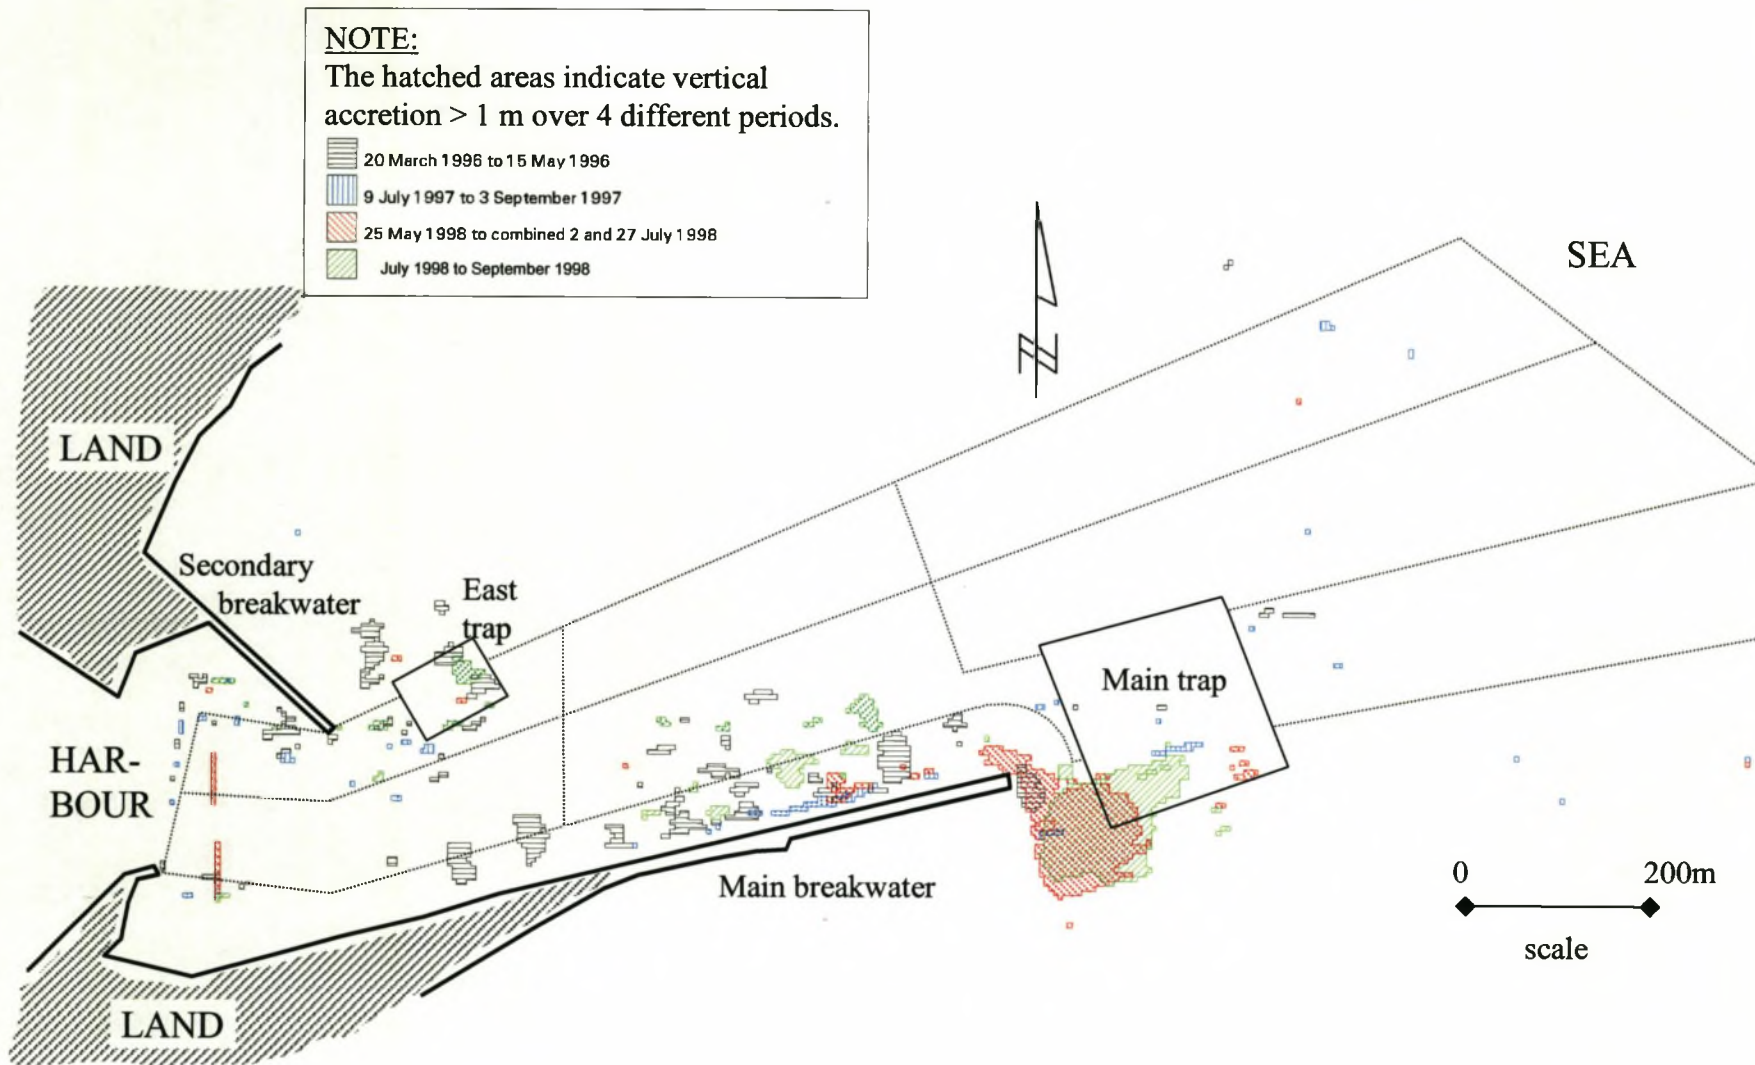 NOTE:
The hatched areas indicate vertical
accretion > 1 m over 4 different periods.
20 March 1996 to 15 May 1996
9 July 1997 to 3 September 1997
25 May 1998 to combined 2 and 27 July 1998
July 1998 to September 1998
N
SEA
LAND
Secondary
breakwater
East
trap
Main trap
HAR-
BOUR
Main breakwater
0 200m
scale
LAND